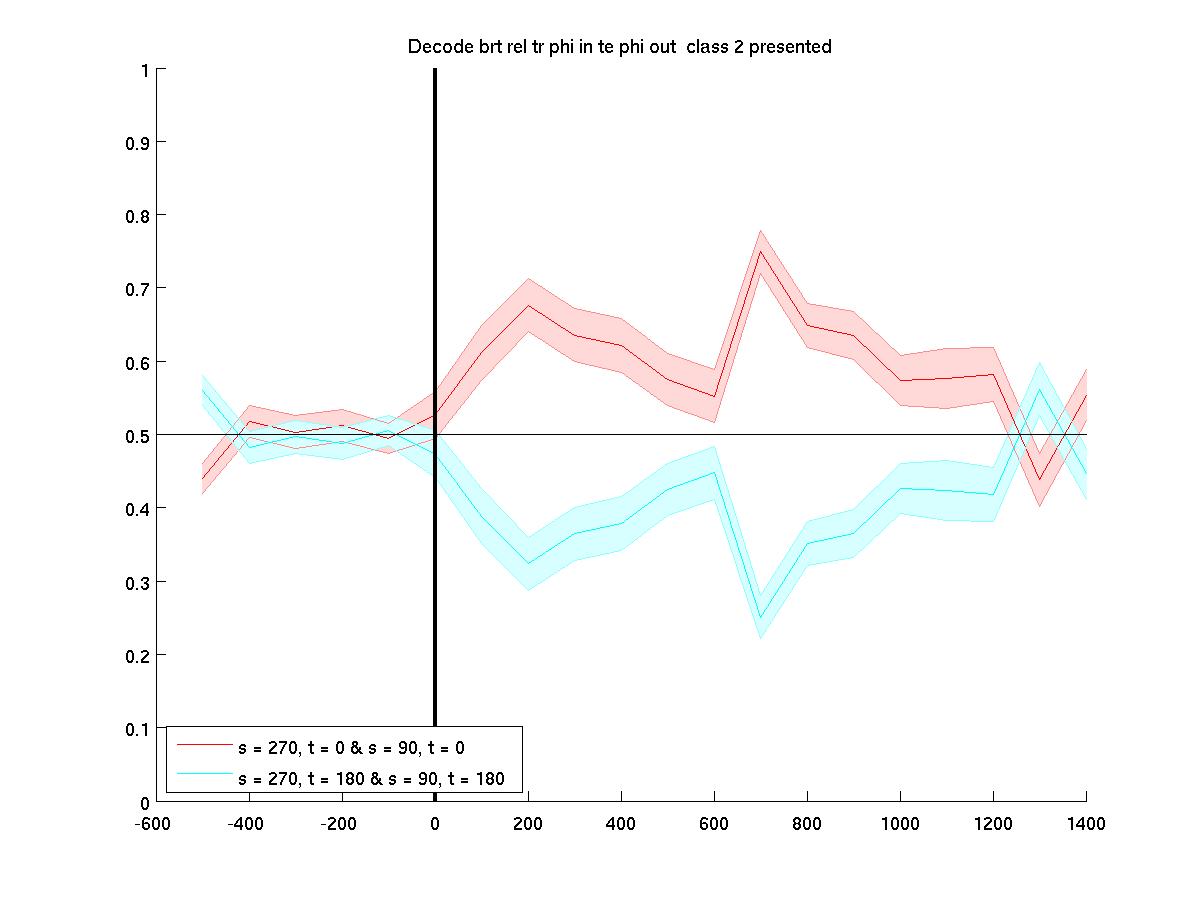 Decode brt rel tr phi in te phi out  class 2 presented
1
0.9
0.8
0.7
0.6
0.5
0.4
0.3
0.2
0.1
0
s = 270, t = 0 & s = 90, t = 0
s = 270, t = 180 & s = 90, t = 180
-600 -400 -200 0 200 400 600 800 1000 1200 1400